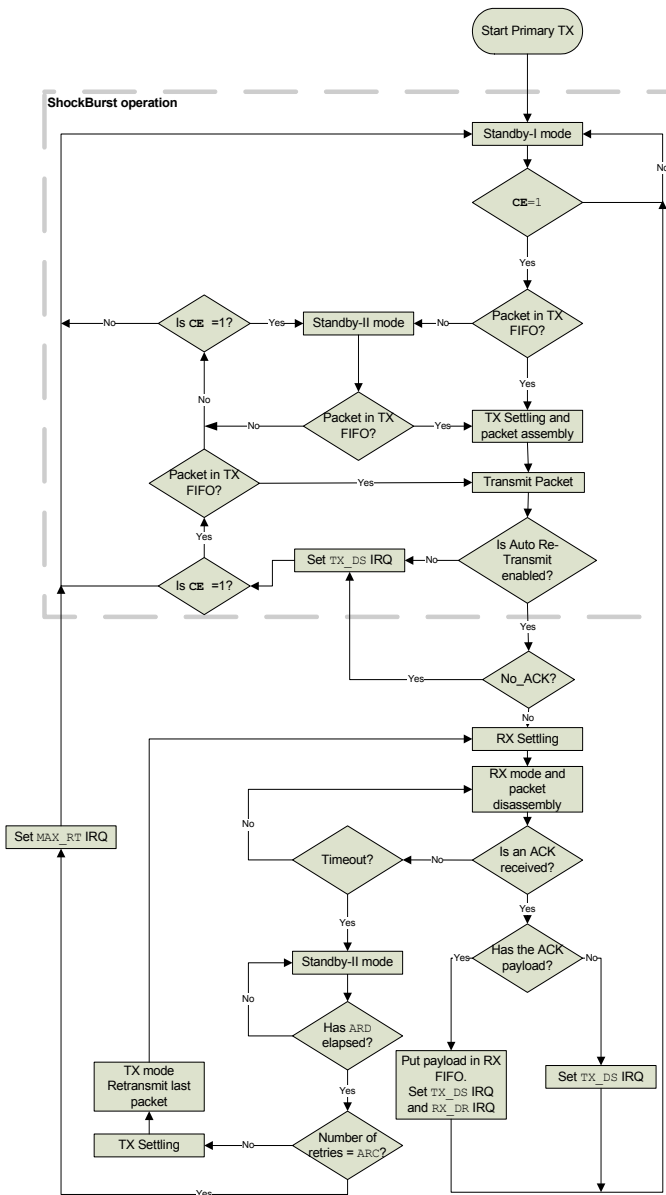 Start Primary TX
ShockBurst operation
Standby-I mode
No
CE=1
Yes
No
Is CE =1?
Yes
Standby-II mode
No
Packet in TX
FIFO?
Yes
No
No
Packet in TX
FIFO?
Yes
TX Settling and
packet assembly
Packet in TX
FIFO?
Yes
Transmit Packet
Yes
Is CE =1?
Set TX_DS IRQ
No
Is Auto Re-
Transmit
enabled?
Yes
Yes
No_ACK?
No
RX Settling
RX mode and
packet
disassembly
Set MAX_RT IRQ
No
Timeout?
No
Is an ACK
received?
Yes
Yes
Standby-II mode
Yes
Has the ACK
payload?
No
No
Has ARD
elapsed?
TX mode
Retransmit last
packet
Put payload in RX
FIFO.
Set TX_DS IRQ
and RX_DR IRQ
Set TX_DS IRQ
Yes
TX Settling
No
Number of
retries = ARC?
Yes